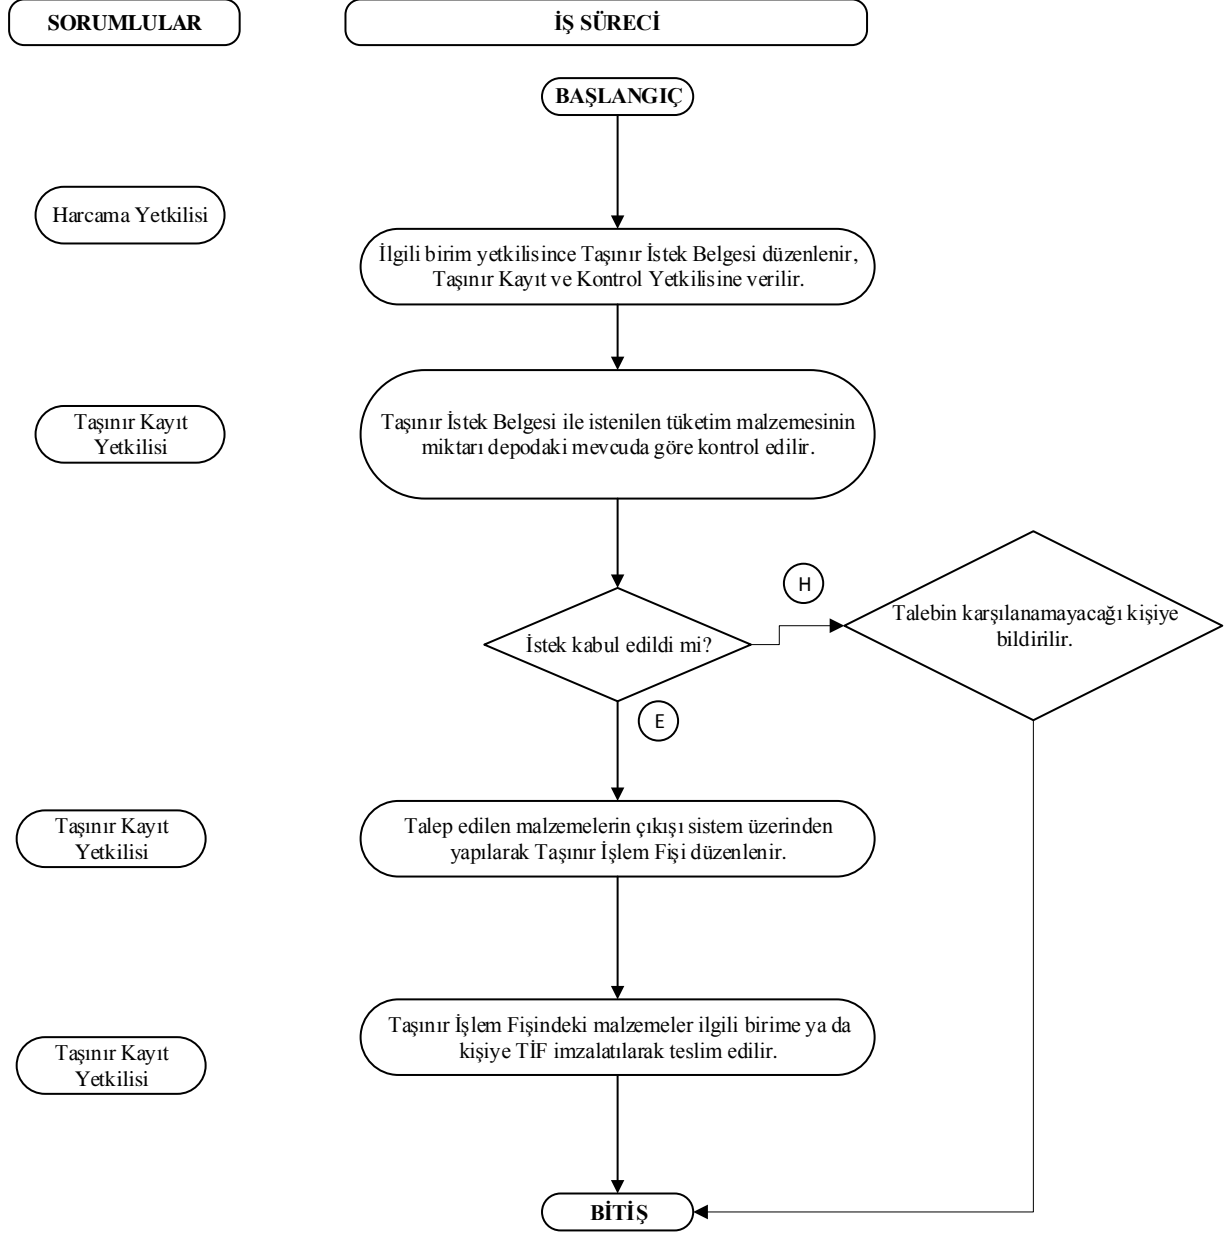 SORUMLULAR
İŞ SÜRECİ
BAŞLANGIÇ
Harcama Yetkilisi
İlgili birim yetkilisince Taşınır İstek Belgesi düzenlenir,
Taşınır Kayıt ve Kontrol Yetkilisine verilir.
Taşınır Kayıt
Yetkilisi
Taşınır İstek Belgesi ile istenilen tüketim malzemesinin
miktarı depodaki mevcuda göre kontrol edilir.
H
Talebin karşılanamayacağı kişiye
bildirilir.
İstek kabul edildi mi?
E
Taşınır Kayıt
Yetkilisi
Talep edilen malzemelerin çıkışı sistem üzerinden
yapılarak Taşınır İşlem Fişi düzenlenir.
Taşınır Kayıt
Yetkilisi
Taşınır İşlem Fişindeki malzemeler ilgili birime ya da
kişiye TİF imzalatılarak teslim edilir.
BİTİŞ